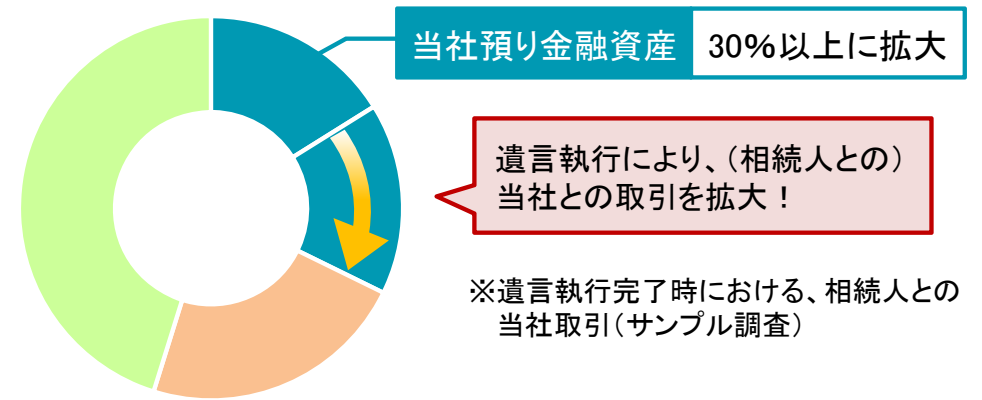 当社預り金融資産 30%以上に拡大
遺言執行により、(相続人との)
当社との取引を拡大！
※遺言執行完了時における、相続人との
当社取引(サンプル調査)